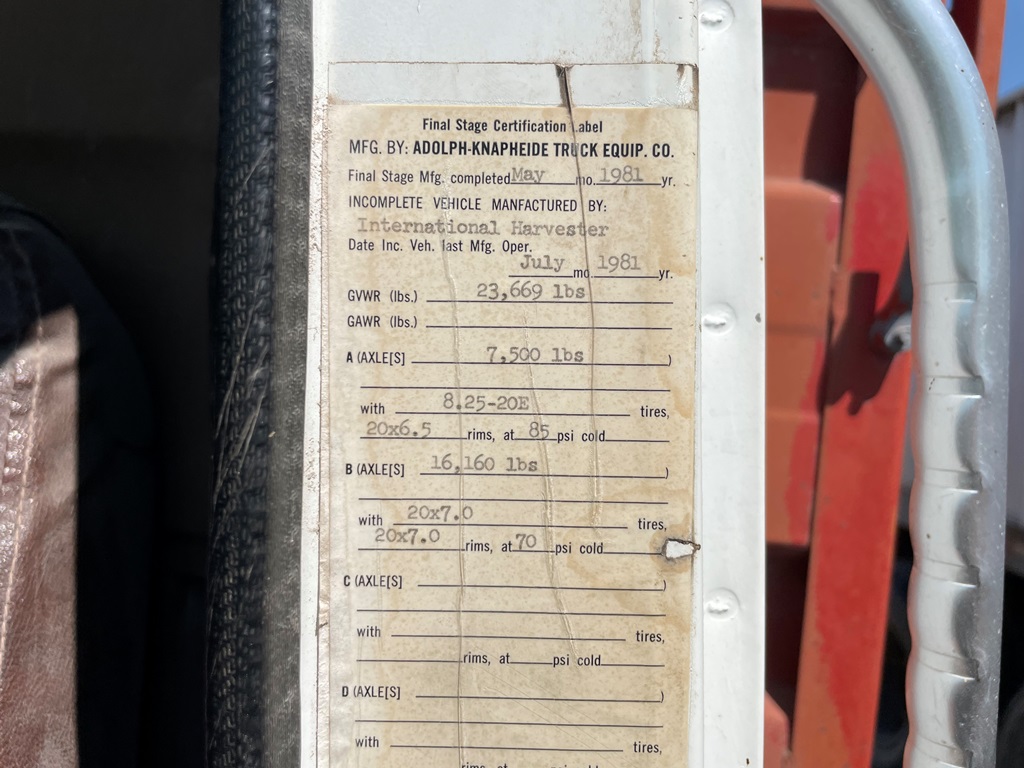 Final Stage Certification Label
MFG. BY: ADOLPH-KNAPHEIDE TRUCK EQUIP. CO.
Final Stage Mfg. completed May mo. 1981 yr.
INCOMPLETE VEHICLE MANFACTURED BY:
International Harvester
Date Inc. Veh. last Mfg. Oper.
July mo. 1981 yr.
GVWR (lbs.) 23,669 lbs
GAWR (lbs.)
A (AXLE[S] 7,500 lbs )
with 8.25-20E tires,
20x6.5 rims, at 85 psi cold
B (AXLE[S] 16,160 lbs )
with 20x7.0 tires,
20x7.0 rims, at 70 psi cold
C (AXLE[S] )
with tires,
rims, at psi cold
D (AXLE[S] )
with tires,
rims, at psi cold